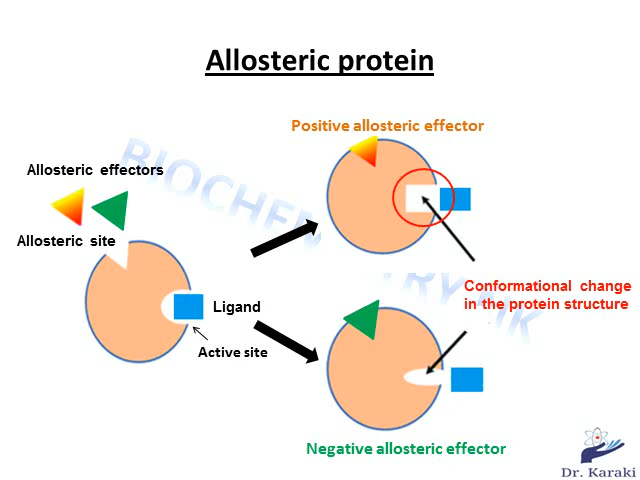 Allosteric protein
Positive allosteric effector
Allosteric effectors
Allosteric site
Ligand
Active site
Conformational change
in the protein structure
Negative allosteric effector
Dr. Karaki